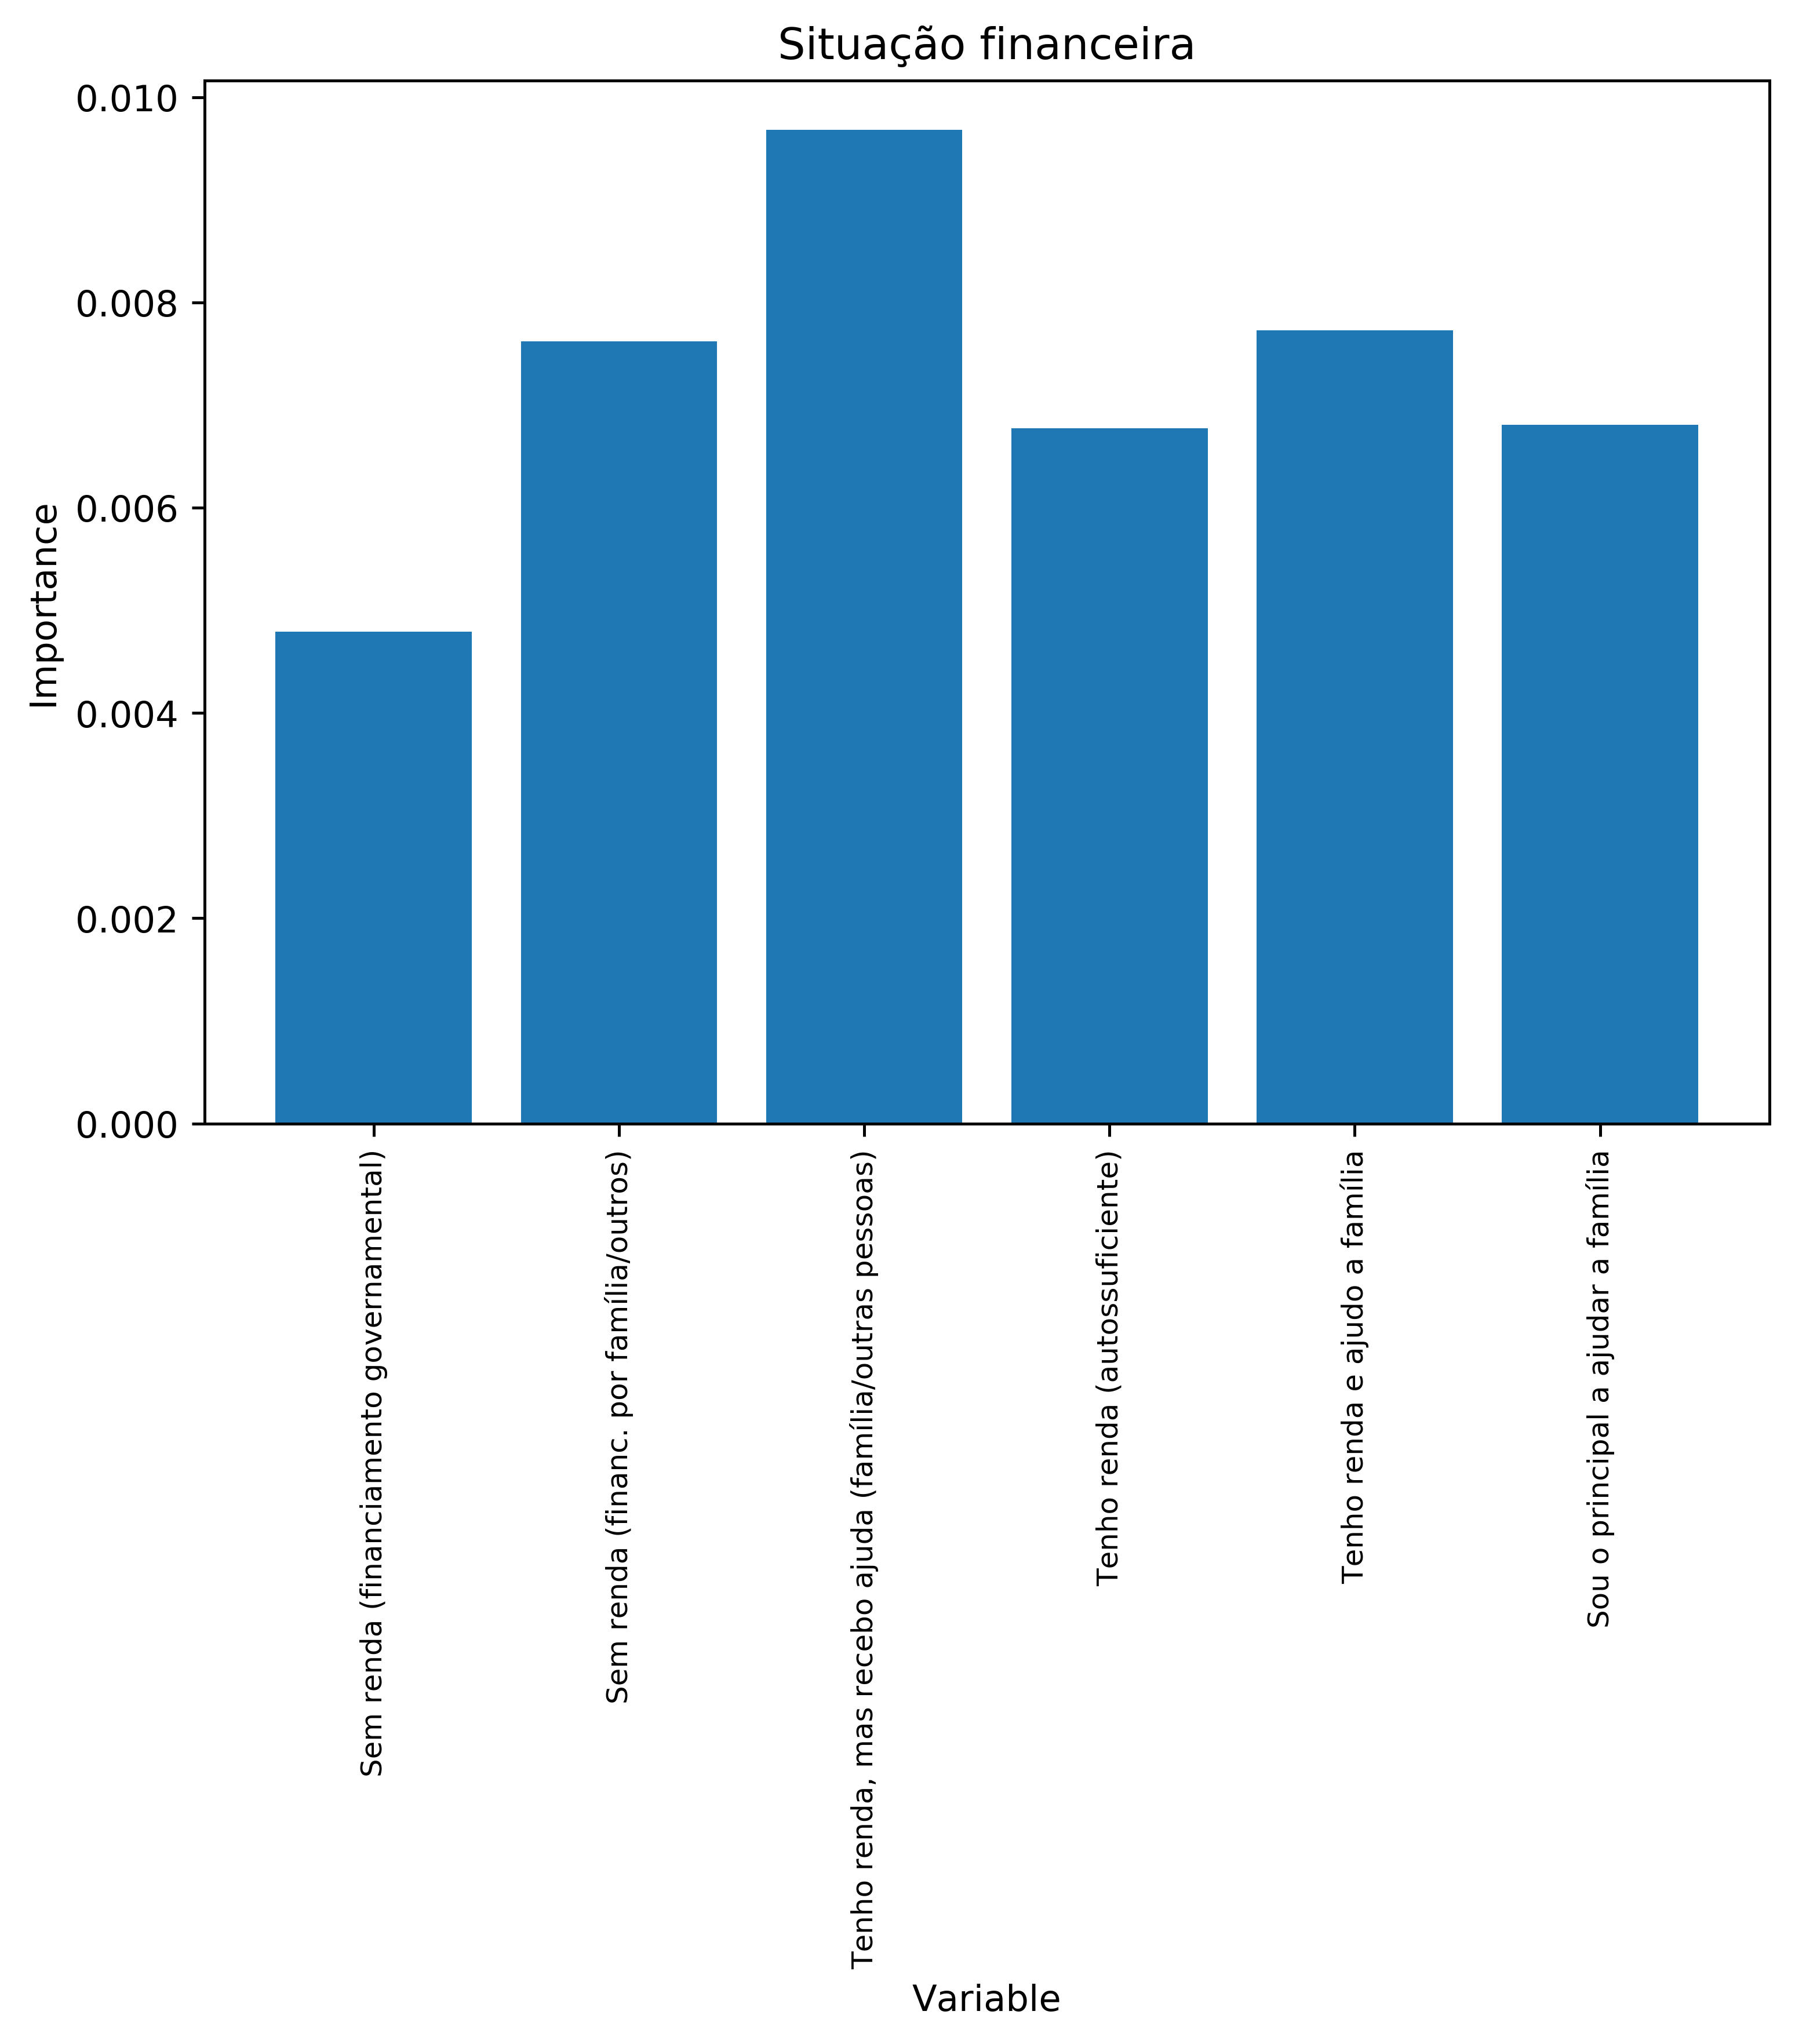 Situação financeira
Importance
0.010
0.008
0.006
0.004
0.002
0.000
Sem renda (financiamento governamental)
Sem renda (financ. por família/outros)
Tenho renda, mas recebo ajuda (família/outras pessoas)
Tenho renda (autossuficiente)
Tenho renda e ajudo a família
Sou o principal a ajudar a família
Variable